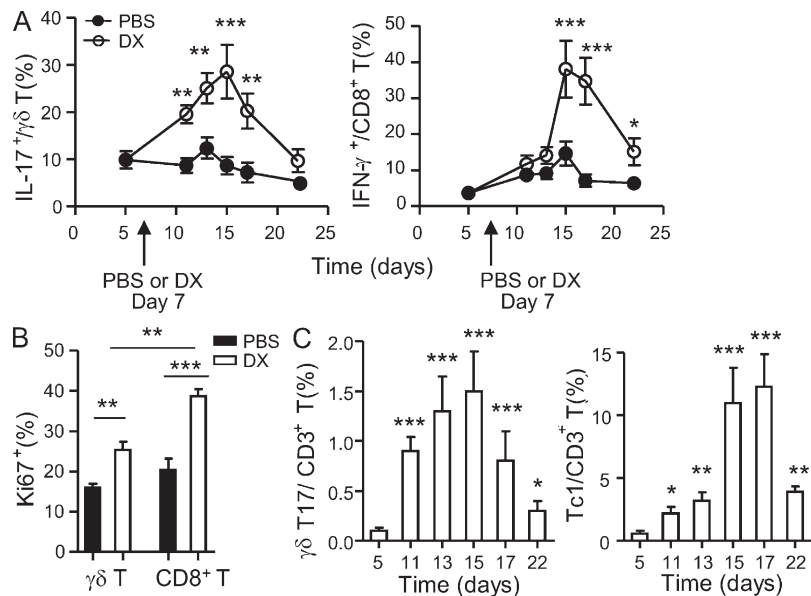 A
PBS
DX
IL-17⁺/γδ T(%)
40
30
20
10
0
**
**
***
**
0 5 10 15 20 25
PBS or DX
Day 7
IFN-γ⁺/CD8⁺ T(%)
50
40
30
20
10
0
***
***
*
0 5 10 15 20 25
PBS or DX
Day 7
Time (days)
B
PBS
DX
Ki67⁺(%)
50
40
30
20
10
0
**
**
***
γδ T CD8⁺ T
C
γδ T17/ CD3⁺ T(%)
2.0
1.5
1.0
0.5
0.0
***
***
***
***
*
5 11 13 15 17 22
Time (days)
Tc1/CD3⁺ T(%)
15
10
5
0
*
**
***
***
**
5 11 13 15 17 22
Time (days)